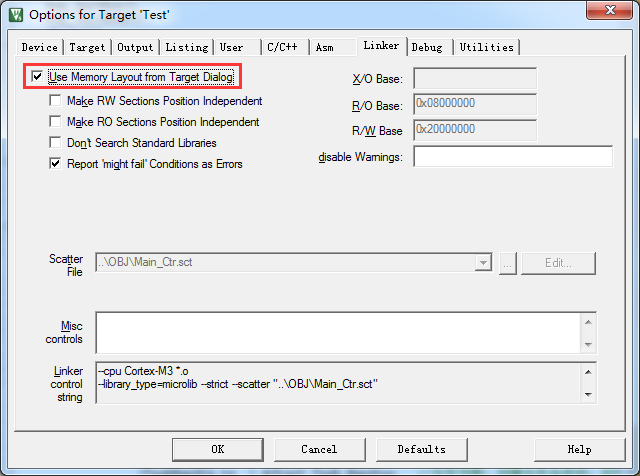 Options for Target 'Test'
Device Target Output Listing User C/C++ Asm Linker Debug Utilities
Use Memory Layout from Target Dialog
X/O Base:
Make RW Sections Position Independent
R/O Base: 0x08000000
Make RO Sections Position Independent
R/W Base 0x20000000
Don't Search Standard Libraries
disable Warnings:
Report 'might fail' Conditions as Errors
Scatter
File
..\OBJ\Main_Ctr.sct
...
Edit...
Misc
controls
Linker
control
string
--cpu Cortex-M3 *.o
--library_type=microlib --strict --scatter "..\OBJ\Main_Ctr.sct"
OK Cancel Defaults Help